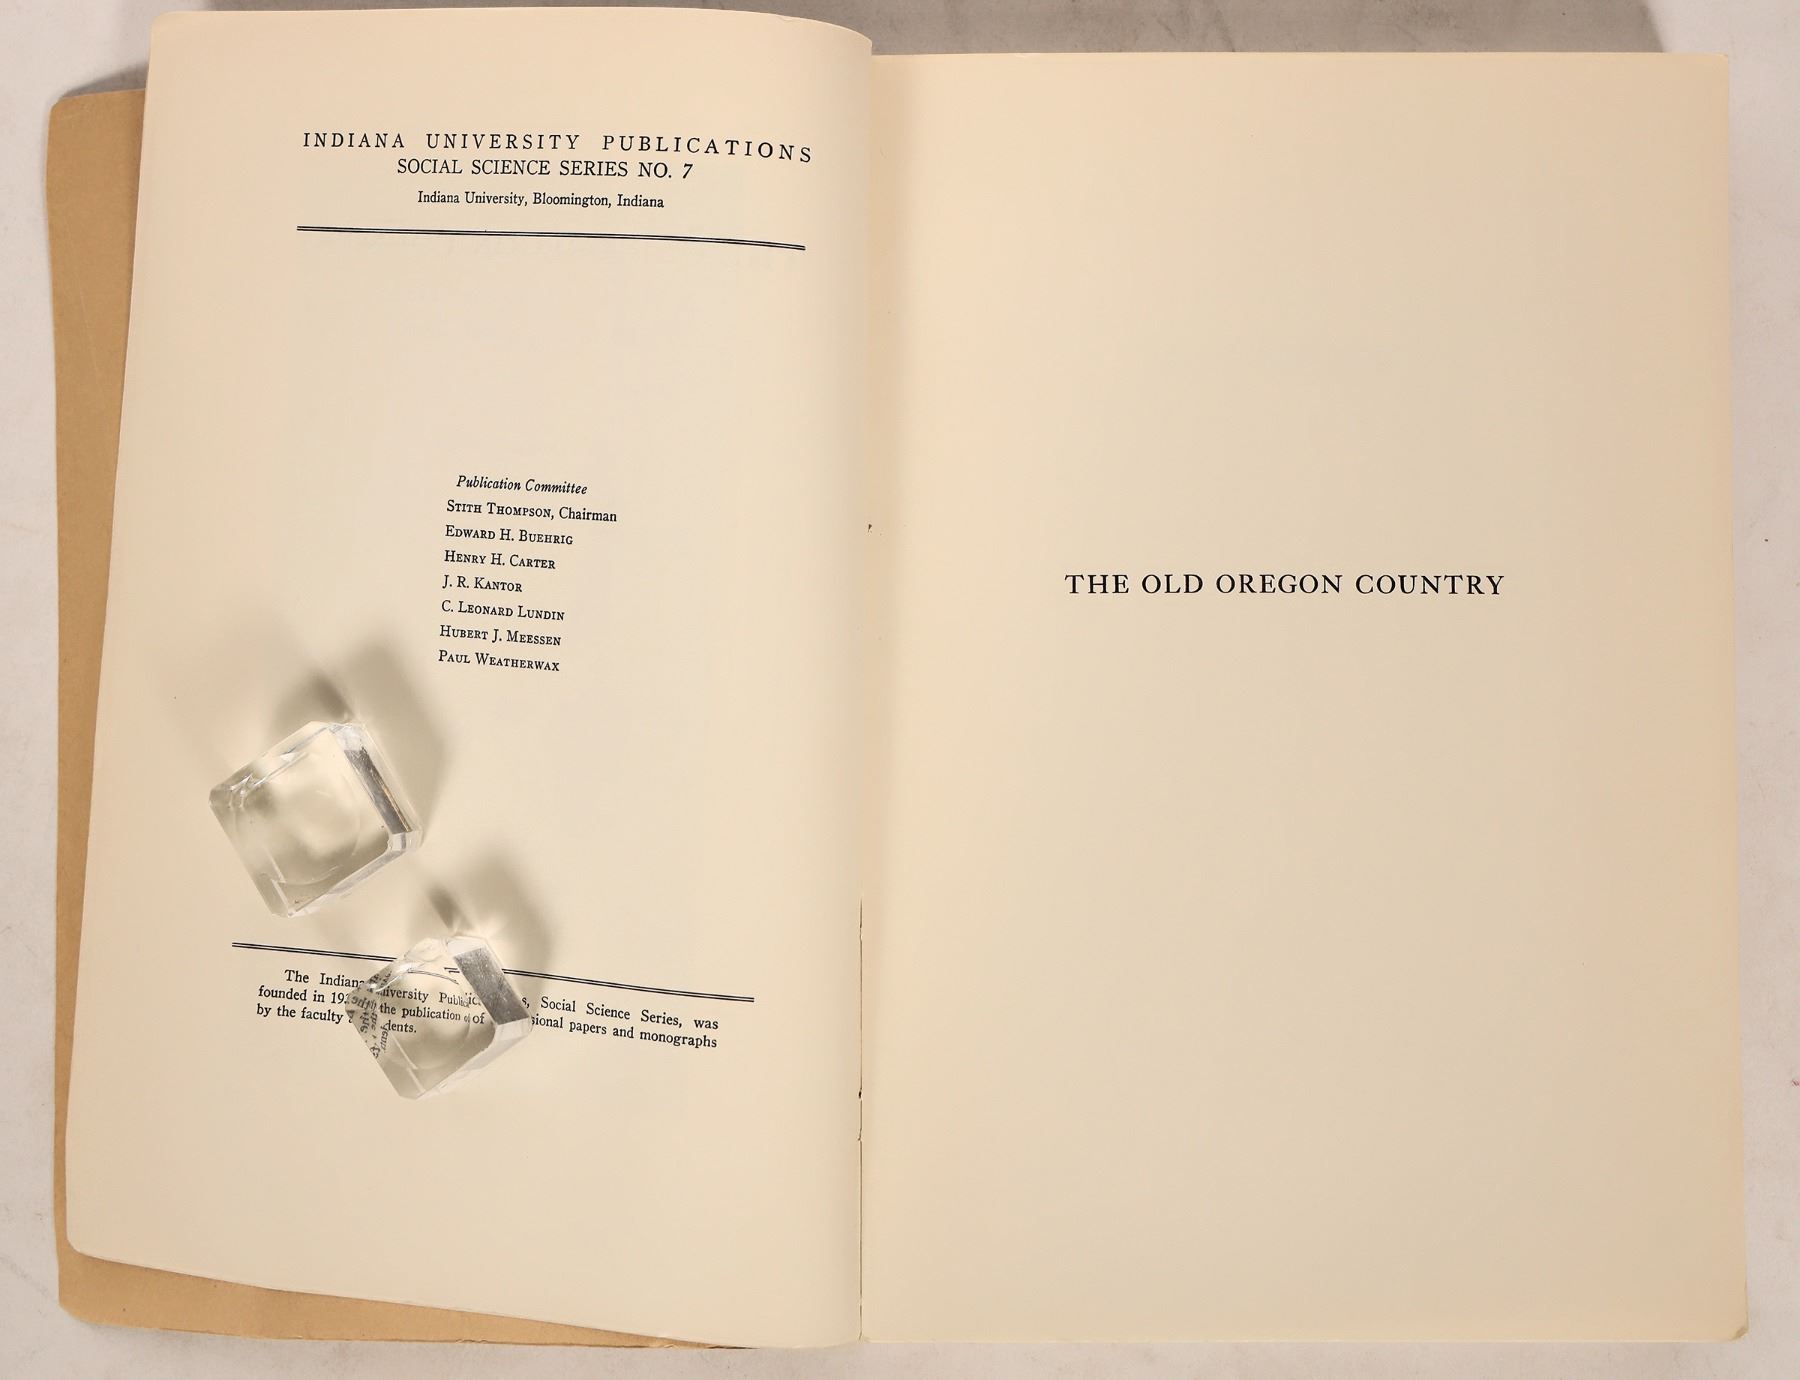 INDIANA UNIVERSITY PUBLICATIONS
SOCIAL SCIENCE SERIES NO. 7
Indiana University, Bloomington, Indiana
Publication Committee
STITH THOMPSON, Chairman
EDWARD H. BUEHRIG
HENRY H. CARTER
J. R. KANTOR
C. LEONARD LUNDIN
HUBERT J. MEESSEN
PAUL WEATHERWAX
The Indiana University Social Science Series, was
founded in the publication of papers and monographs
by the faculty
THE OLD OREGON COUNTRY